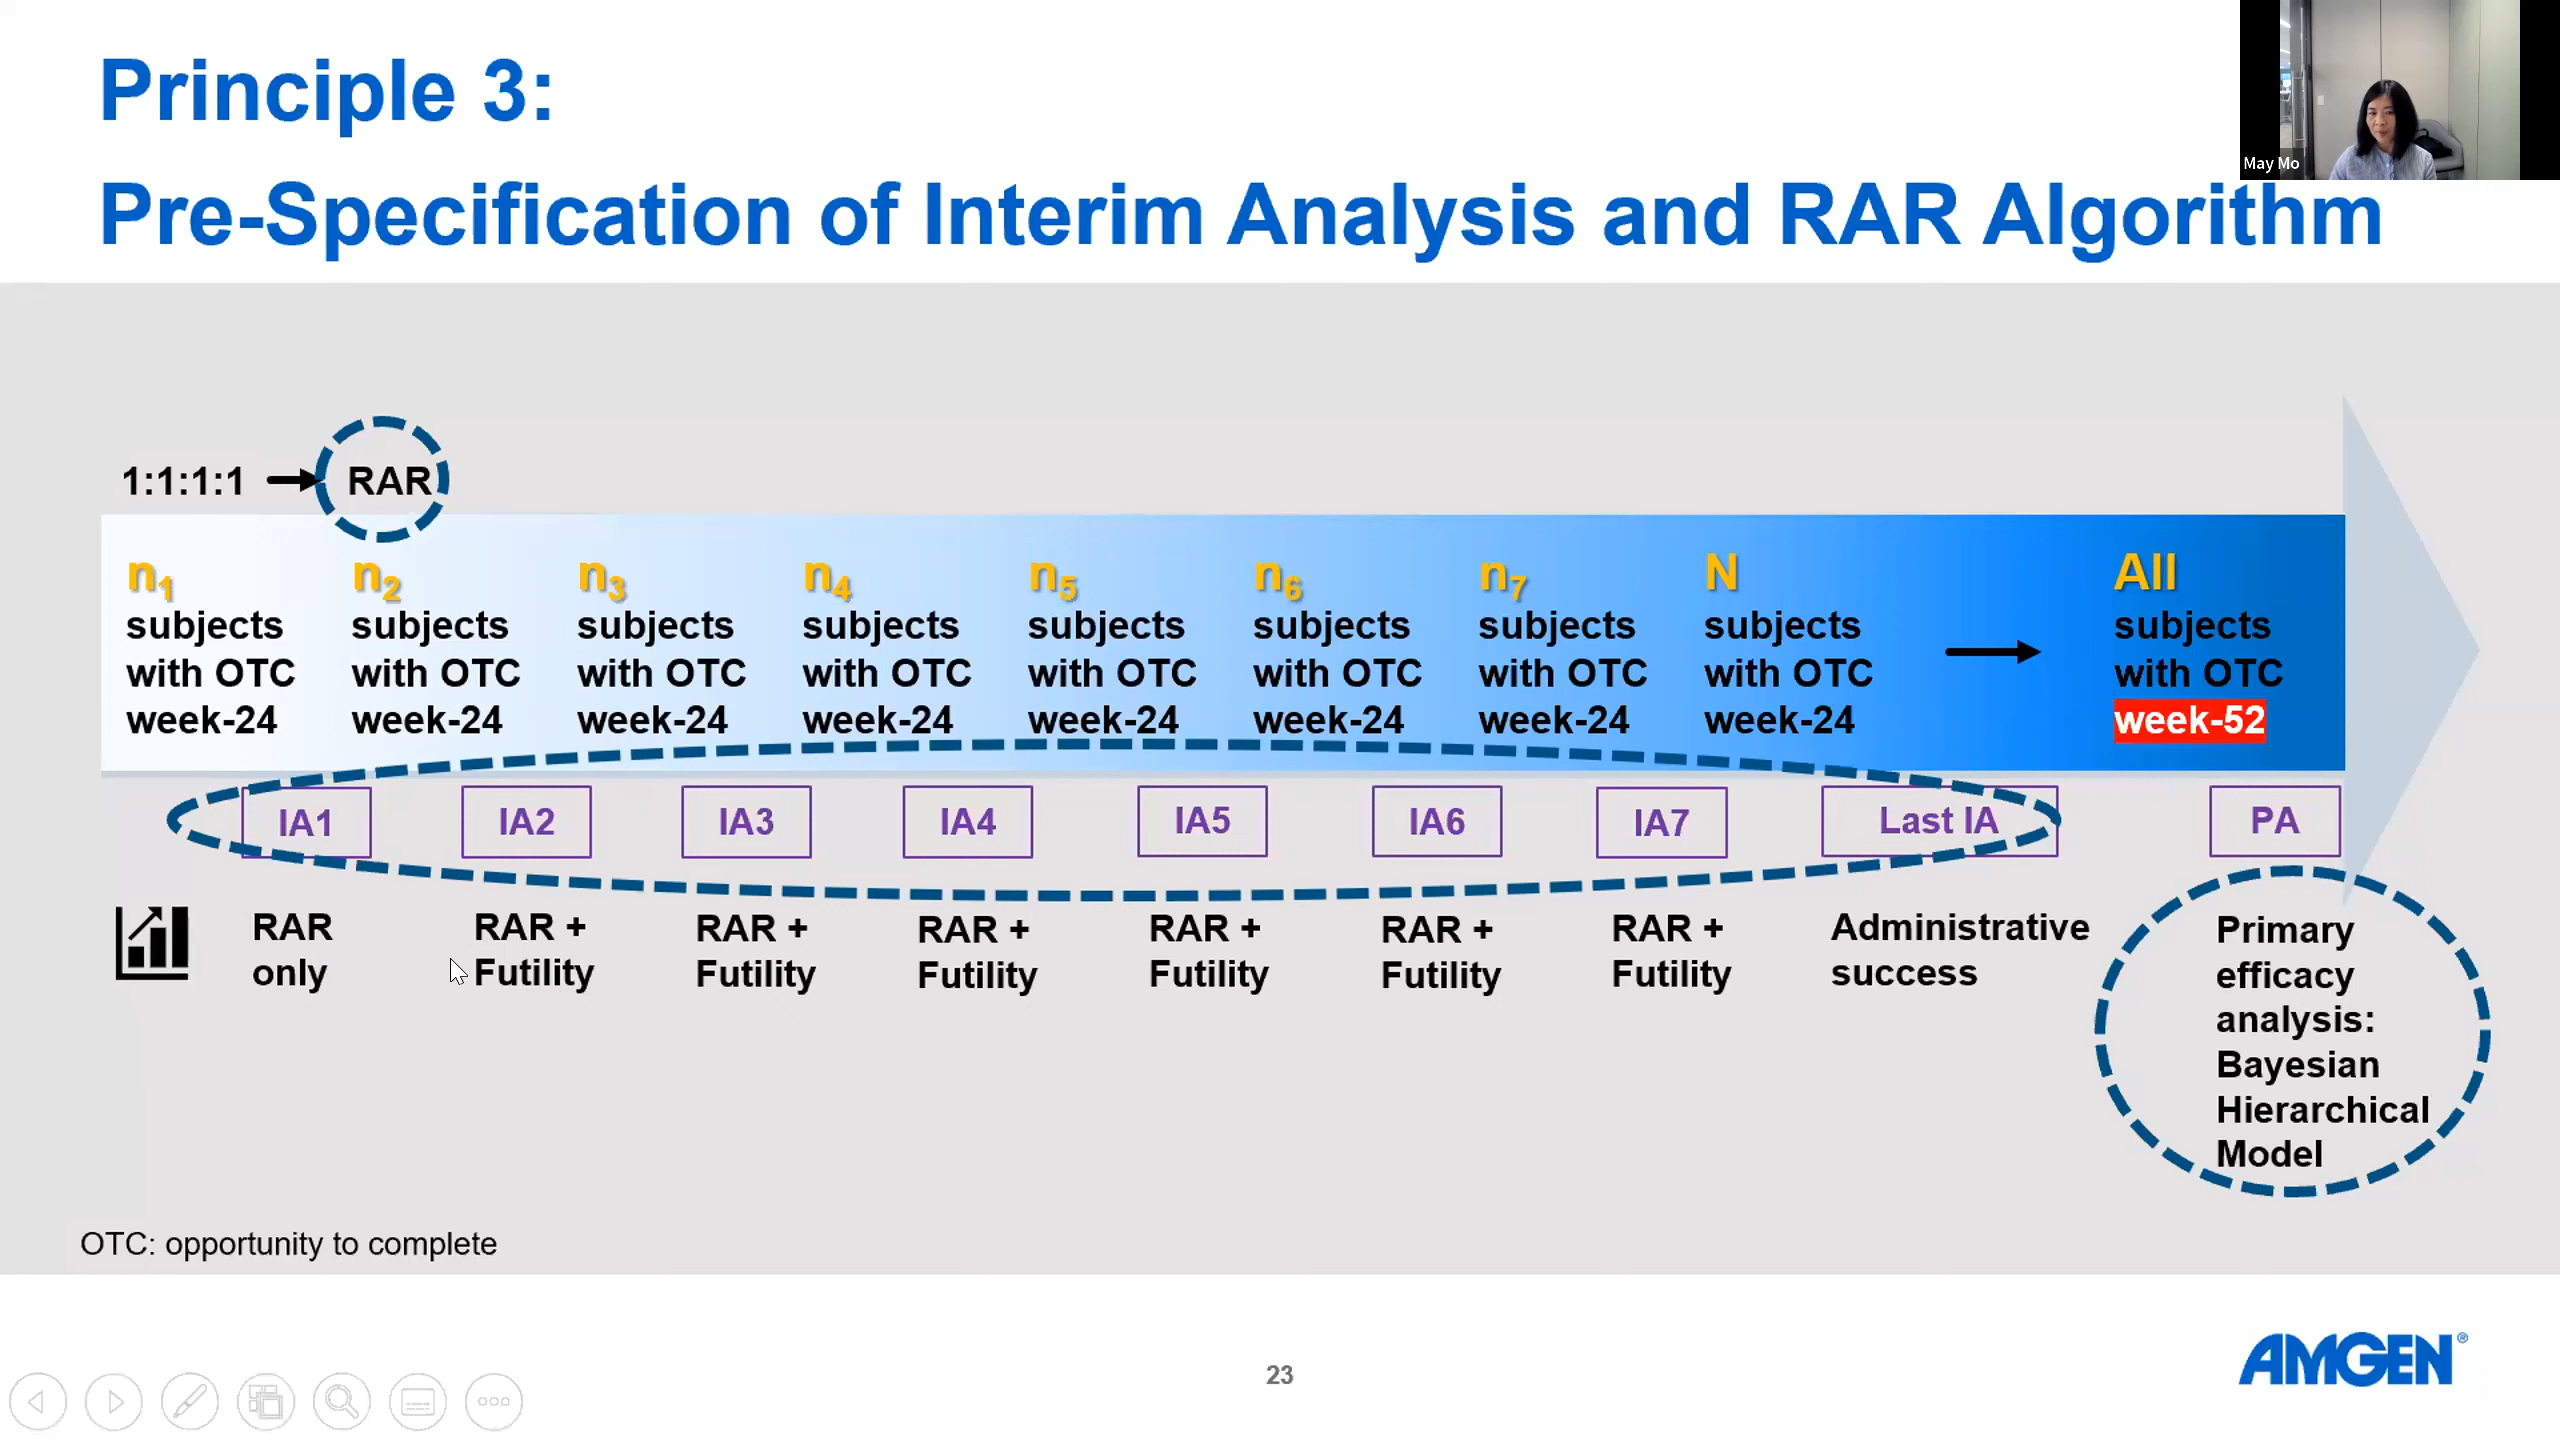 Principle 3:
Pre-Specification of Interim Analysis and RAR Algorithm
May Mo
1:1:1:1
RAR
n1
subjects
with OTC
week-24
n2
subjects
with OTC
week-24
n3
subjects
with OTC
week-24
n4
subjects
with OTC
week-24
n5
subjects
with OTC
week-24
n6
subjects
with OTC
week-24
n7
subjects
with OTC
week-24
N
subjects
with OTC
week-24
All
subjects
with OTC
week-52
IA1
IA2
IA3
IA4
IA5
IA6
IA7
Last IA
PA
RAR
only
RAR +
Futility
RAR +
Futility
RAR +
Futility
RAR +
Futility
RAR +
Futility
RAR +
Futility
Administrative
success
Primary
efficacy
analysis:
Bayesian
Hierarchical
Model
OTC: opportunity to complete
23
AMGEN®